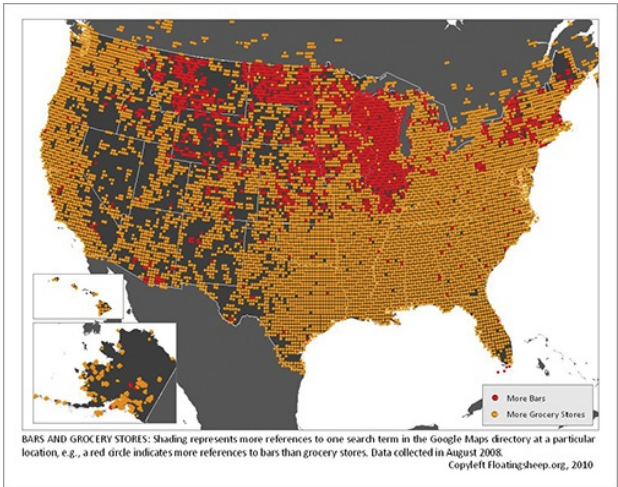 More Bars
More Grocery Stores
BARS AND GROCERY STORES: Shading represents more references to one search term in the Google Maps directory at a particular
location, e.g., a red circle indicates more references to bars than grocery stores. Data collected in August 2008.
Copyleft Floatingsheep.org, 2010